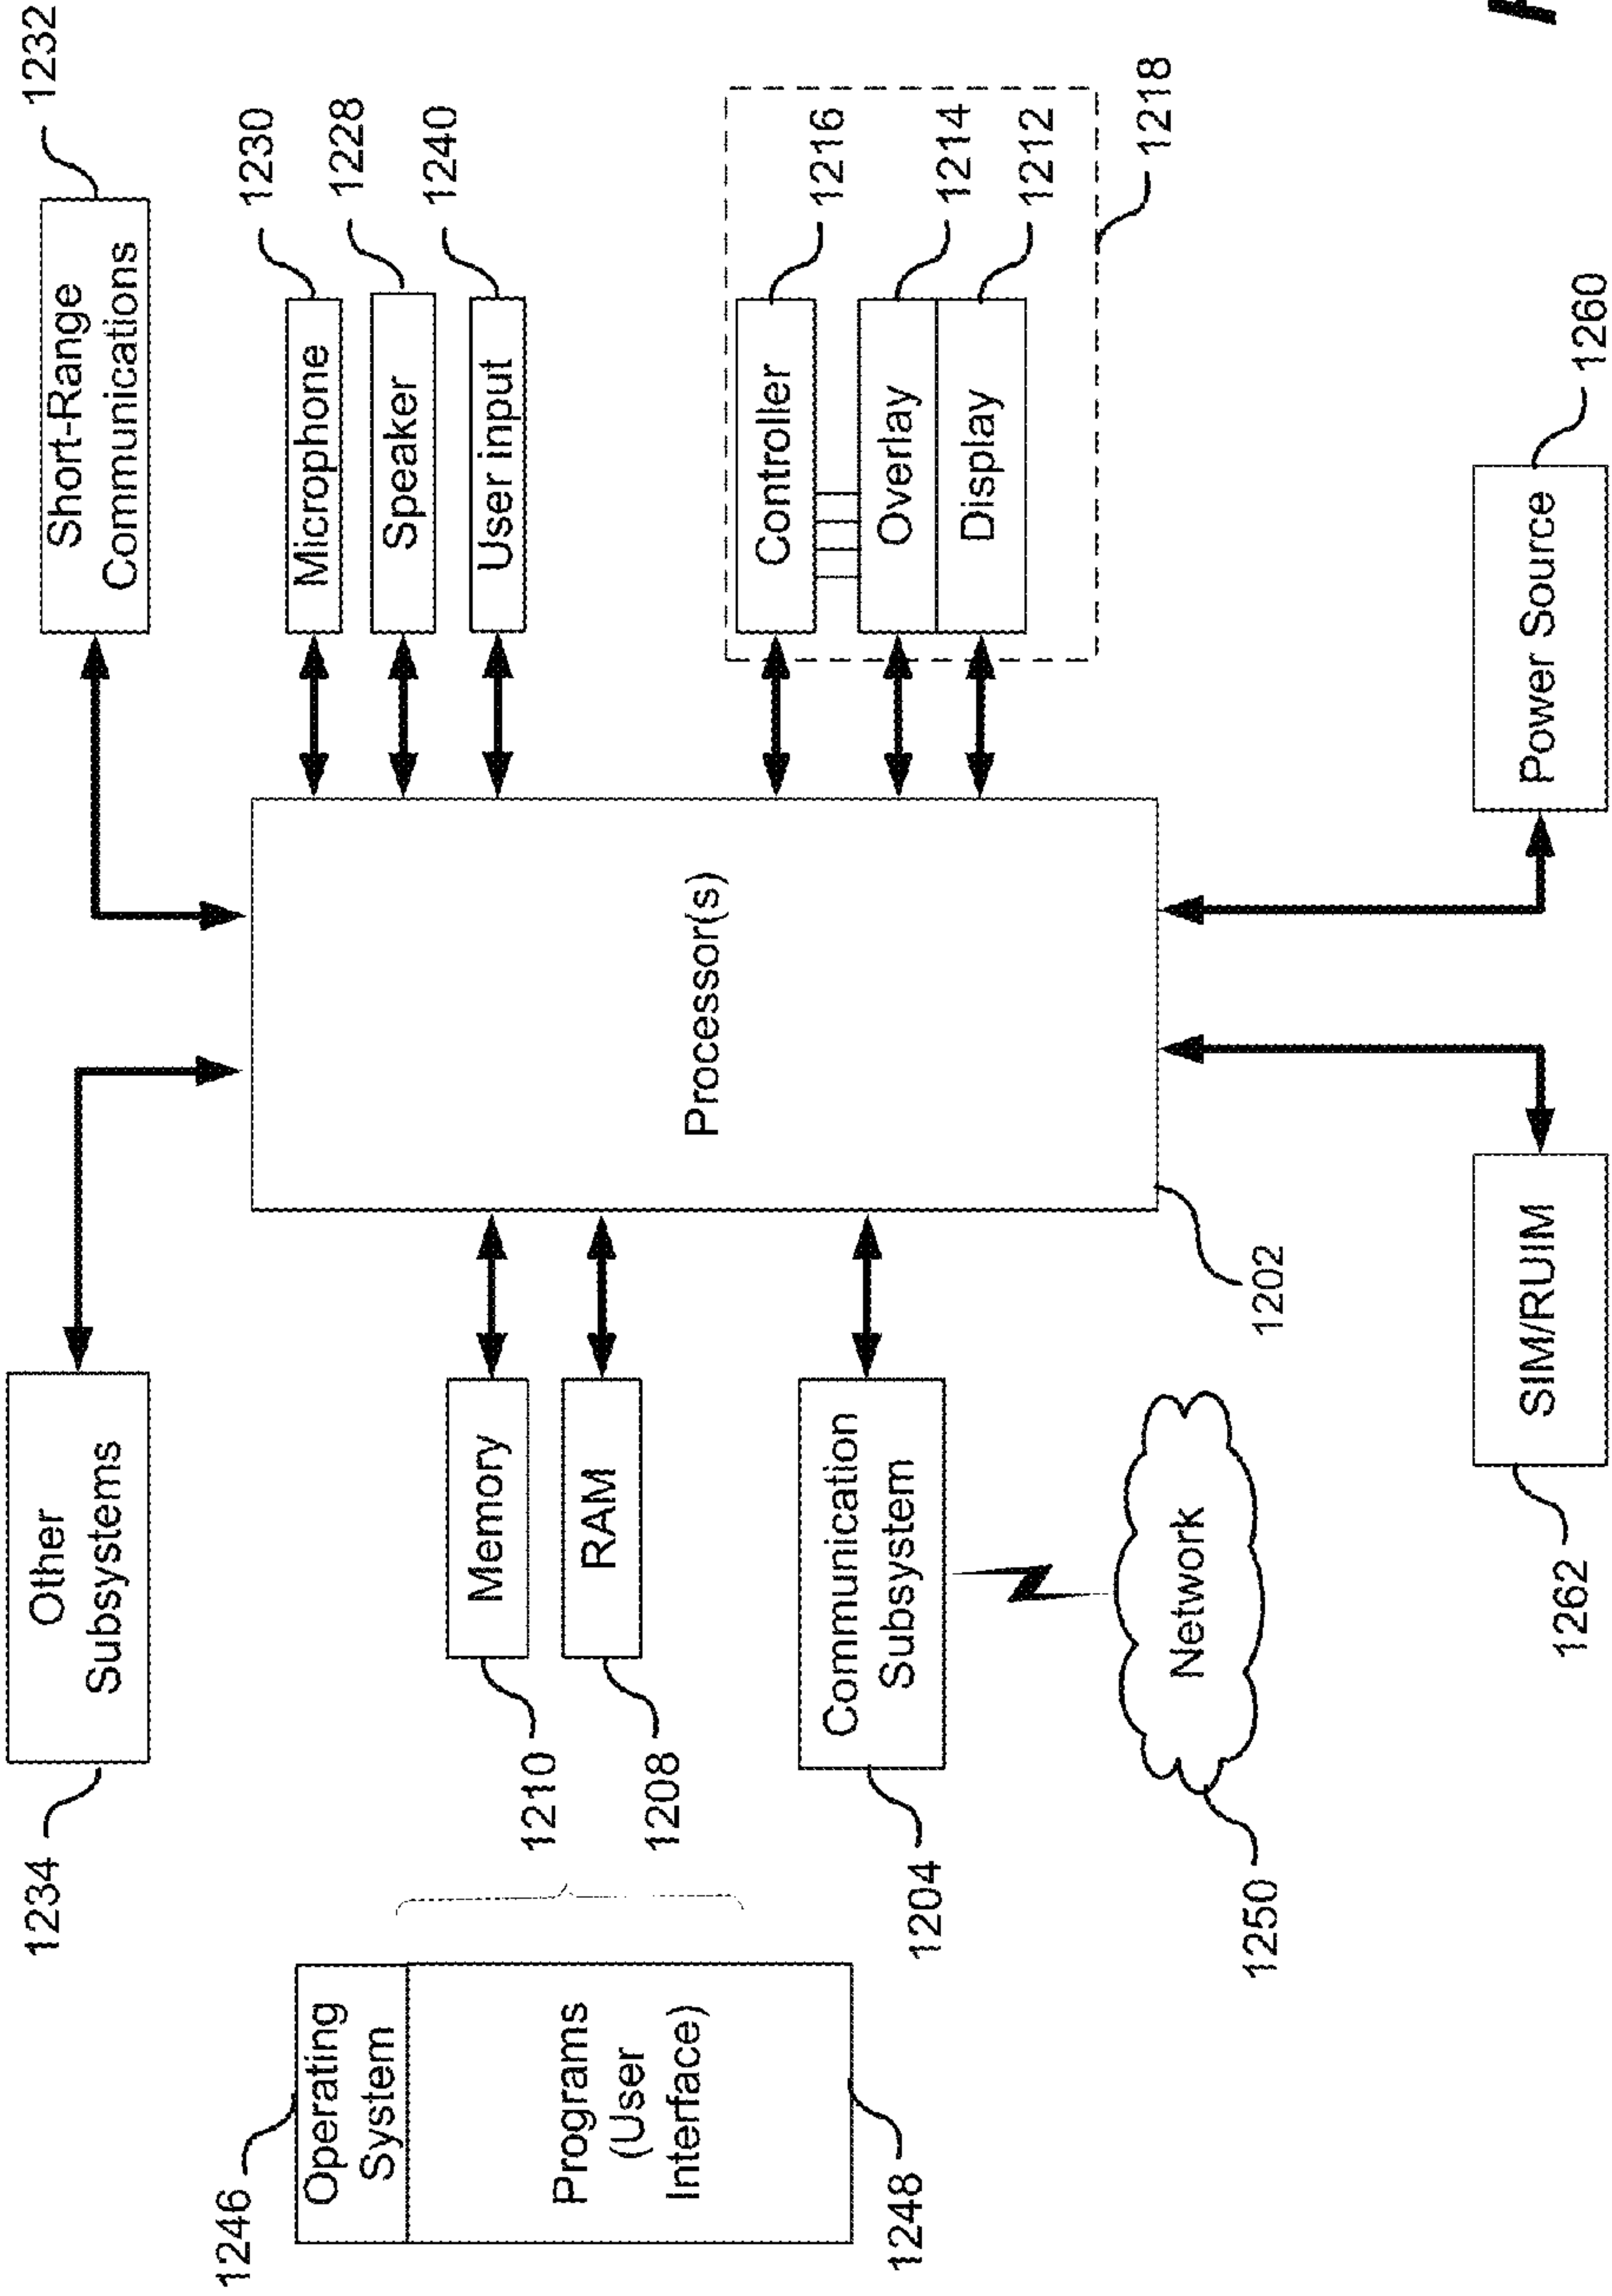 1234
Other
Subsystems
Short-Range
Communications
1232
1246
Operating
System
Programs
(User
Interface)
1248
1210
Memory
1208
RAM
1204
Communication
Subsystem
Network
1250
Processor(s)
1202
Microphone
1230
Speaker
1228
User input
1240
Controller
1216
Overlay
1214
Display
1212
1218
SIM/RUIM
1262
Power Source
1260